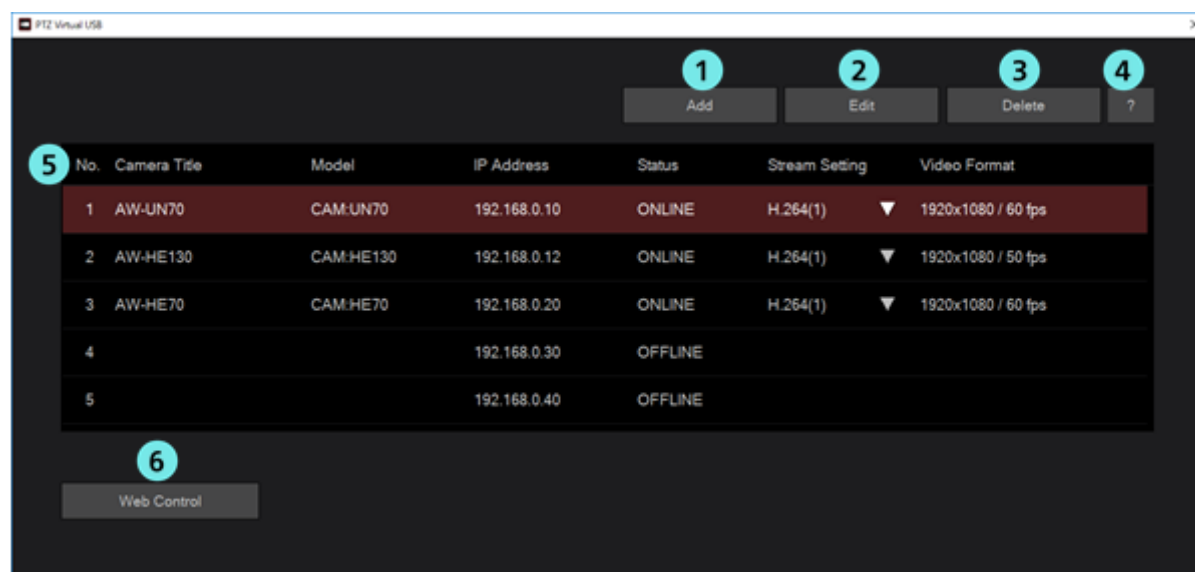 PTZ Virtual USB
1 2 3 4
Add Edit Delete ?
5 No. Camera Title Model IP Address Status Stream Setting Video Format
1 AW-UN70 CAM:UN70 192.168.0.10 ONLINE H.264(1) ▼ 1920x1080 / 60 fps
2 AW-HE130 CAM:HE130 192.168.0.12 ONLINE H.264(1) ▼ 1920x1080 / 50 fps
3 AW-HE70 CAM:HE70 192.168.0.20 ONLINE H.264(1) ▼ 1920x1080 / 60 fps
4 192.168.0.30 OFFLINE
5 192.168.0.40 OFFLINE
6
Web Control